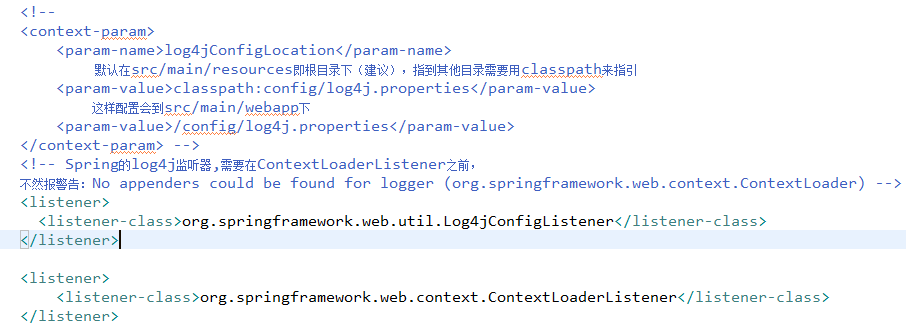 <!--
<context-param>
<param-name>log4jConfigLocation</param-name>
默认在src/main/resources即根目录下（建议），指到其他目录需要用classpath来指引
<param-value>classpath:config/log4j.properties</param-value>
这样配置会到src/main/webapp下
<param-value>/config/log4j.properties</param-value>
</context-param> -->
<!-- Spring的log4j监听器,需要在ContextLoaderListener之前，
不然报警告：No appenders could be found for logger (org.springframework.web.context.ContextLoader) -->
<listener>
<listener-class>org.springframework.web.util.Log4jConfigListener</listener-class>
</listener>
<listener>
<listener-class>org.springframework.web.context.ContextLoaderListener</listener-class>
</listener>